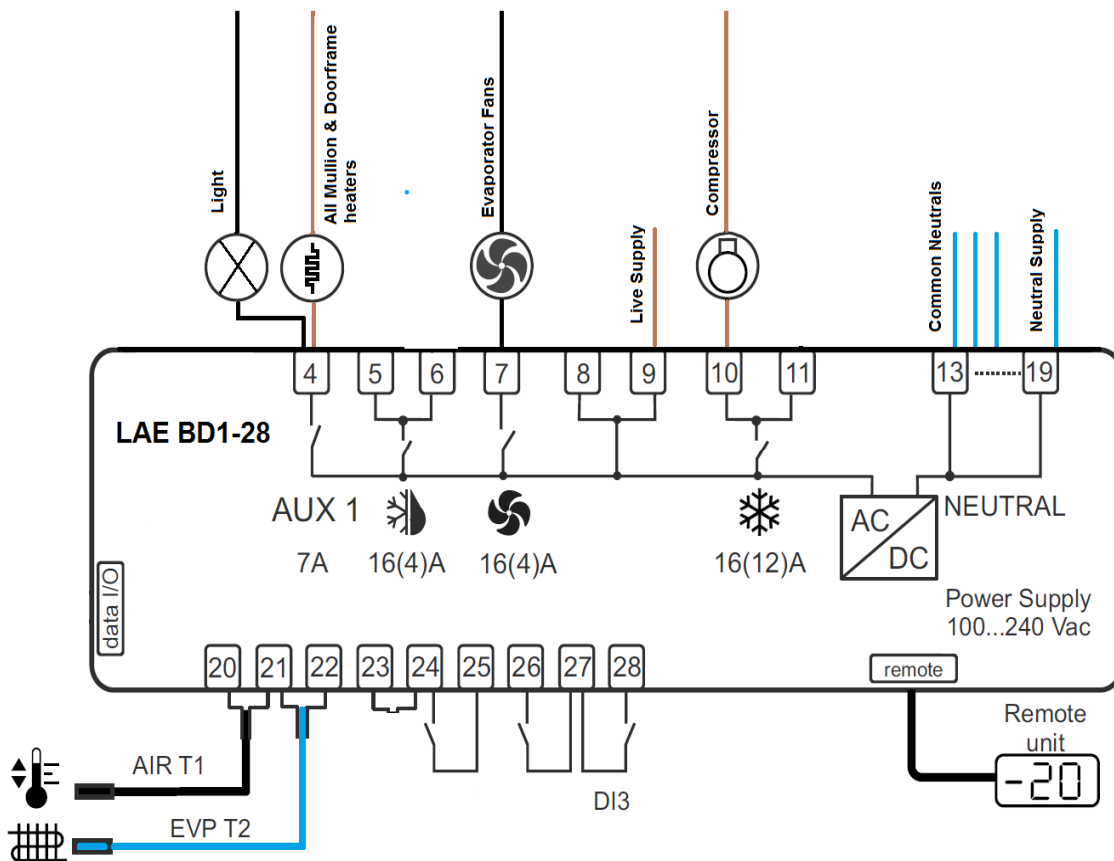 Light
All Mullion & Doorframe
heaters
Evaporator Fans
Live Supply
Compressor
Common Neutrals
Neutral Supply
4 5 6 7 8 9 10 11 13 19
LAE BD1-28
AUX 1
7A
16(4)A
16(4)A
16(12)A
AC
DC
NEUTRAL
Power Supply
100...240 Vac
data I/O
20 21 22 23 24 25 26 27 28
remote
AIR T1
EVP T2
DI3
Remote
unit
-20